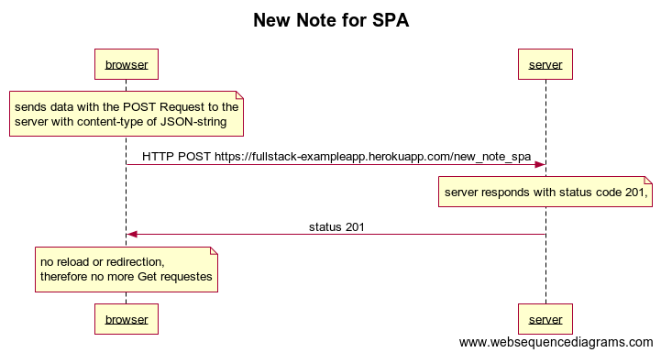 New Note for SPA
browser
server
sends data with the POST Request to the
server with content-type of JSON-string
HTTP POST https://fullstack-exampleapp.herokuapp.com/new_note_spa
server responds with status code 201,
status 201
no reload or redirection,
therefore no more Get requestes
browser
server
www.websequencediagrams.com